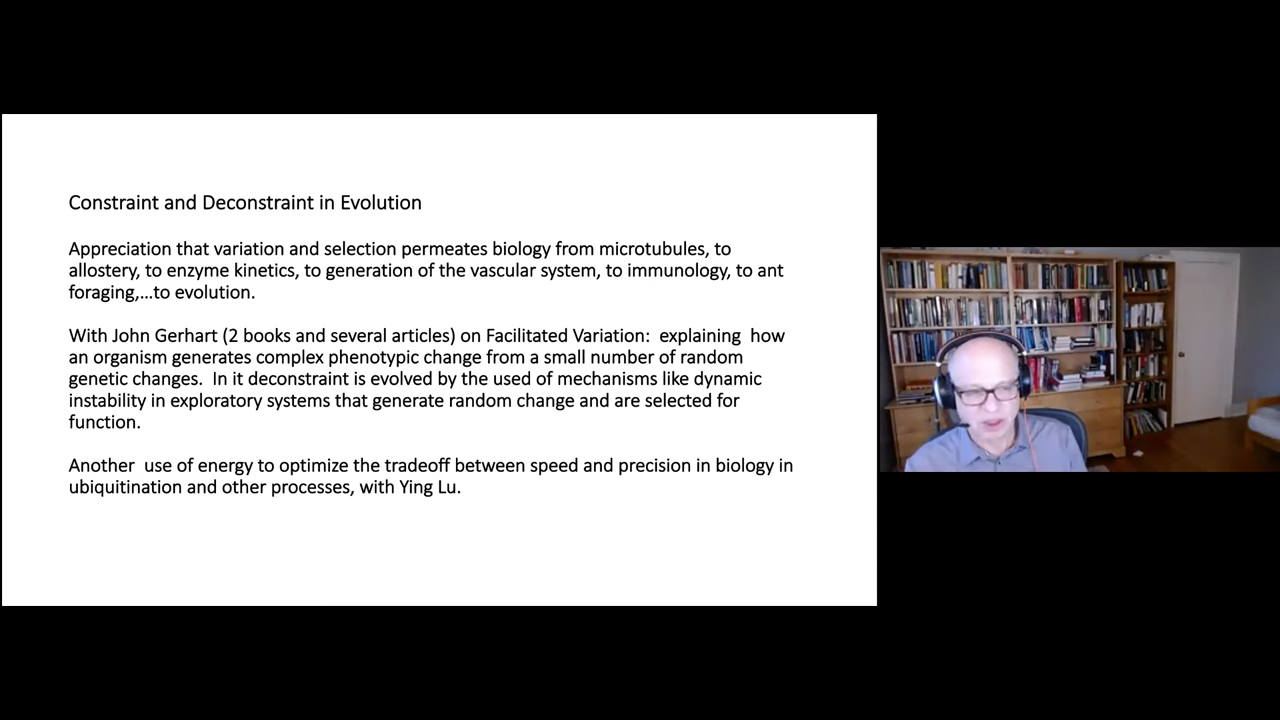 Constraint and Deconstraint in Evolution
Appreciation that variation and selection permeates biology from microtubules, to
allostery, to enzyme kinetics, to generation of the vascular system, to immunology, to ant
foraging,...to evolution.
With John Gerhart (2 books and several articles) on Facilitated Variation:  explaining  how
an organism generates complex phenotypic change from a small number of random
genetic changes.  In it deconstraint is evolved by the used of mechanisms like dynamic
instability in exploratory systems that generate random change and are selected for
function.
Another  use of energy to optimize the tradeoff between speed and precision in biology in
ubiquitination and other processes, with Ying Lu.